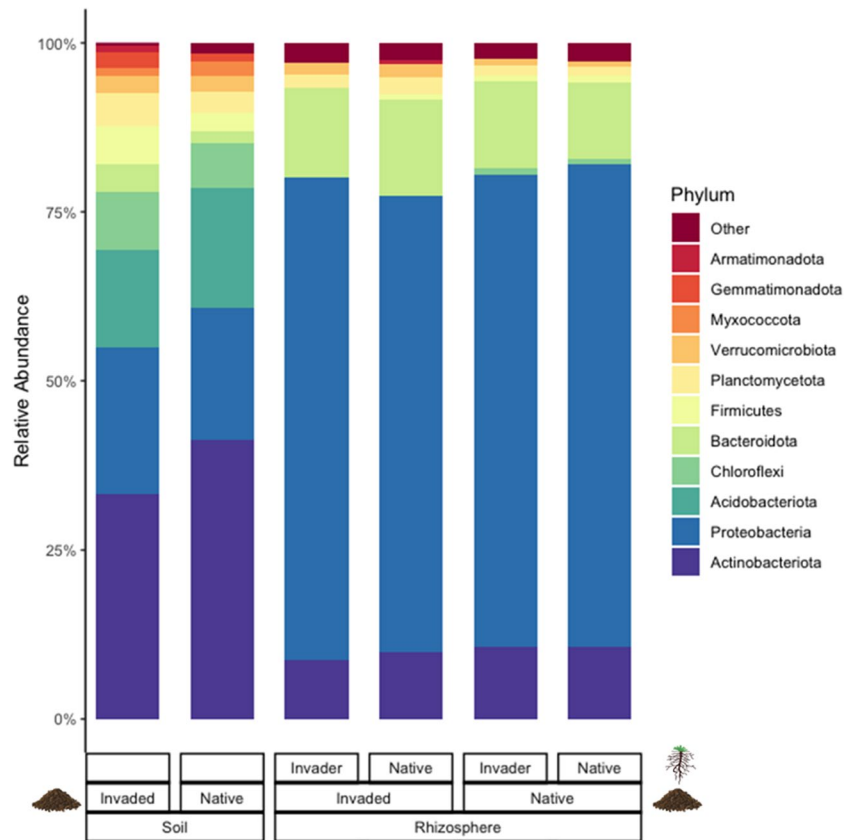 100%
75%
50%
25%
0%
Relative Abundance
Phylum
Other
Armatimonadota
Gemmatimonadota
Myxococcota
Verrucomicrobiota
Planctomycetota
Firmicutes
Bacteroidota
Chloroflexi
Acidobacteriota
Proteobacteria
Actinobacteriota
Invader Native Invader Native
Invaded Native Invaded Native
Soil Rhizosphere